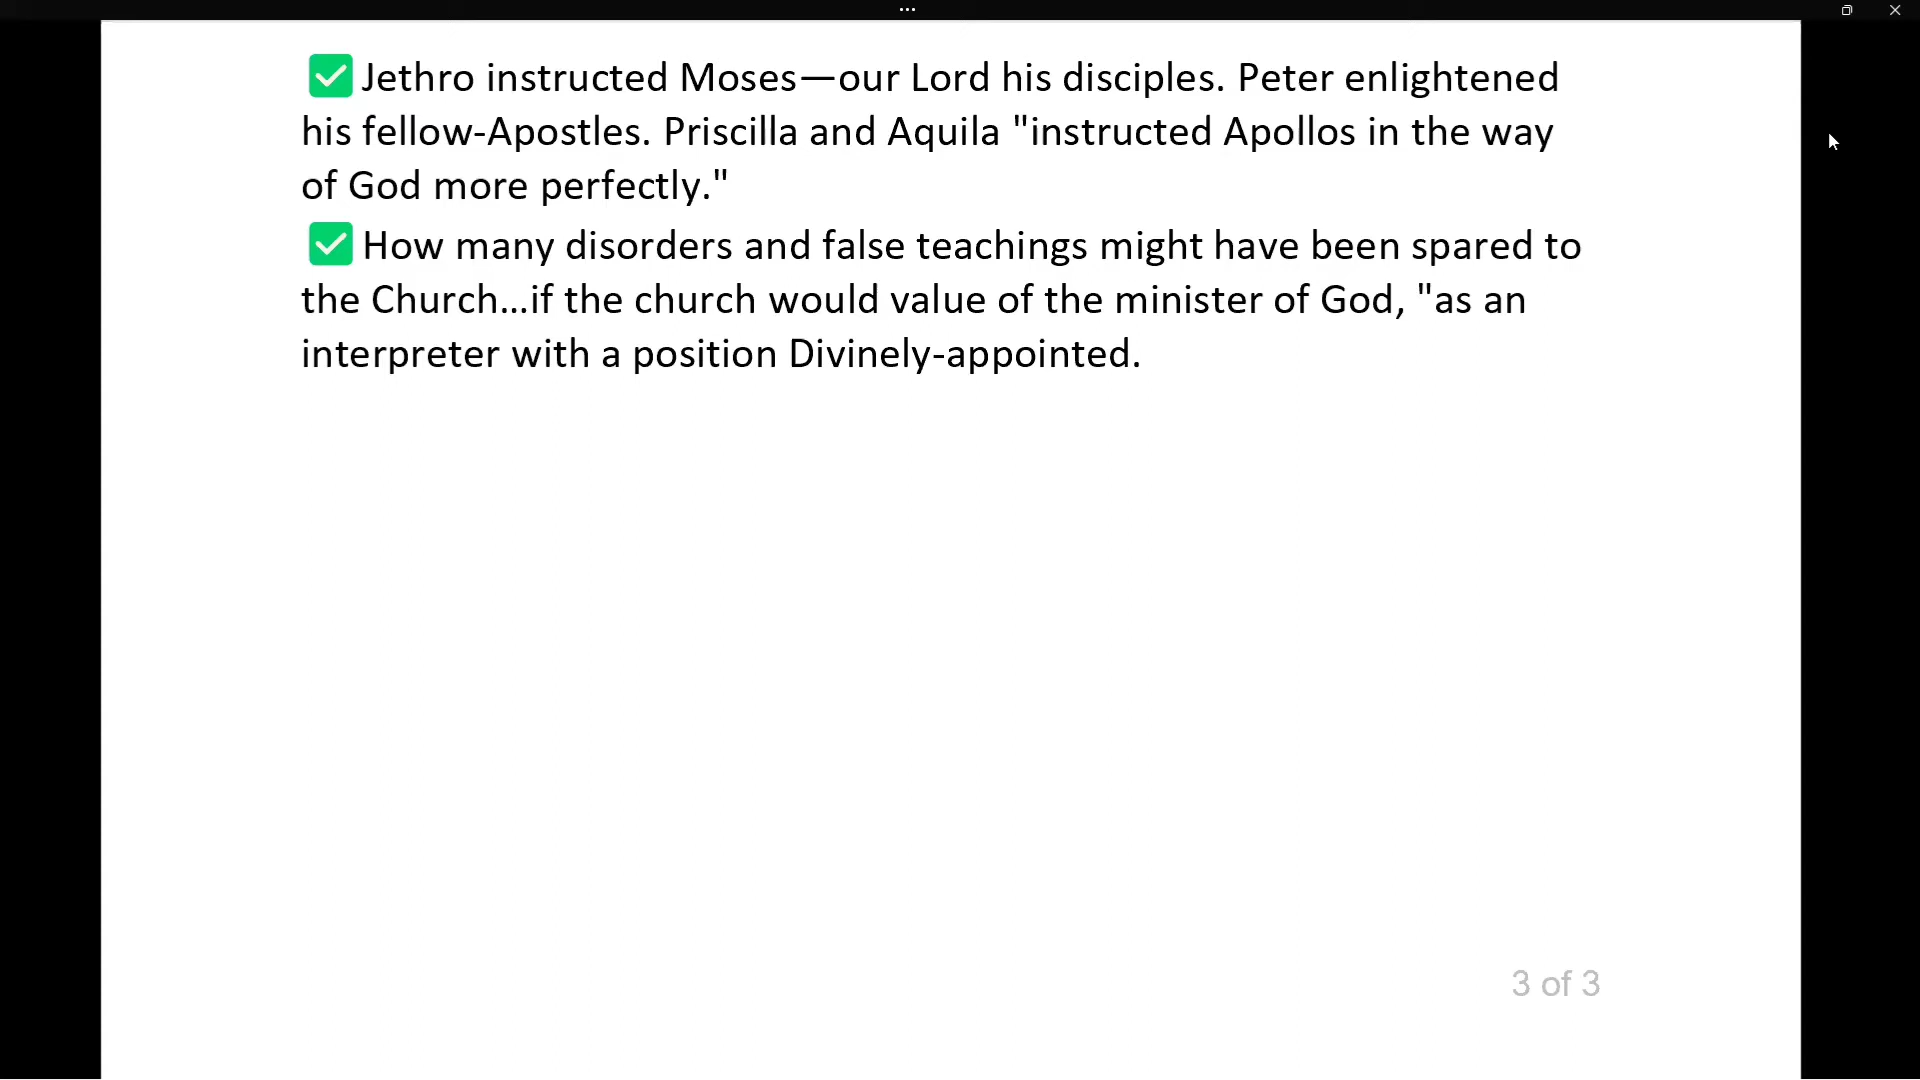 ✅Jethro instructed Moses—our Lord his disciples. Peter enlightened
his fellow-Apostles. Priscilla and Aquila "instructed Apollos in the way
of God more perfectly."
✅How many disorders and false teachings might have been spared to
the Church...if the church would value of the minister of God, "as an
interpreter with a position Divinely-appointed.
3 of 3